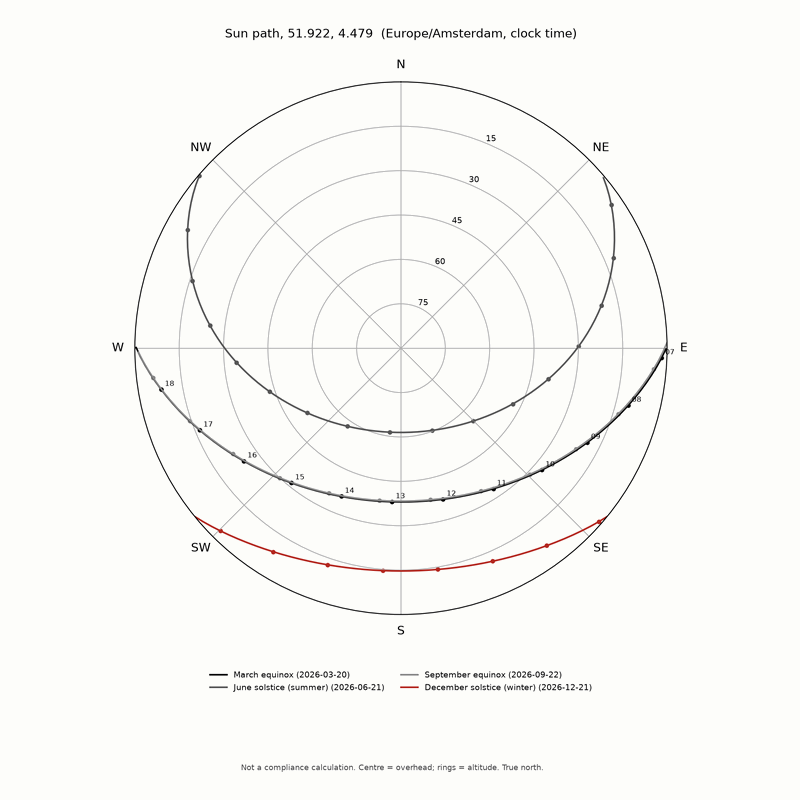 Sun path, 51.922, 4.479  (Europe/Amsterdam, clock time)
N
NW
NE
15
30
45
60
75
W
E
07
18
08
17
09
16
10
15
11
14
13
12
SW
SE
S
March equinox (2026-03-20)
September equinox (2026-09-22)
June solstice (summer) (2026-06-21)
December solstice (winter) (2026-12-21)
Not a compliance calculation. Centre = overhead; rings = altitude. True north.